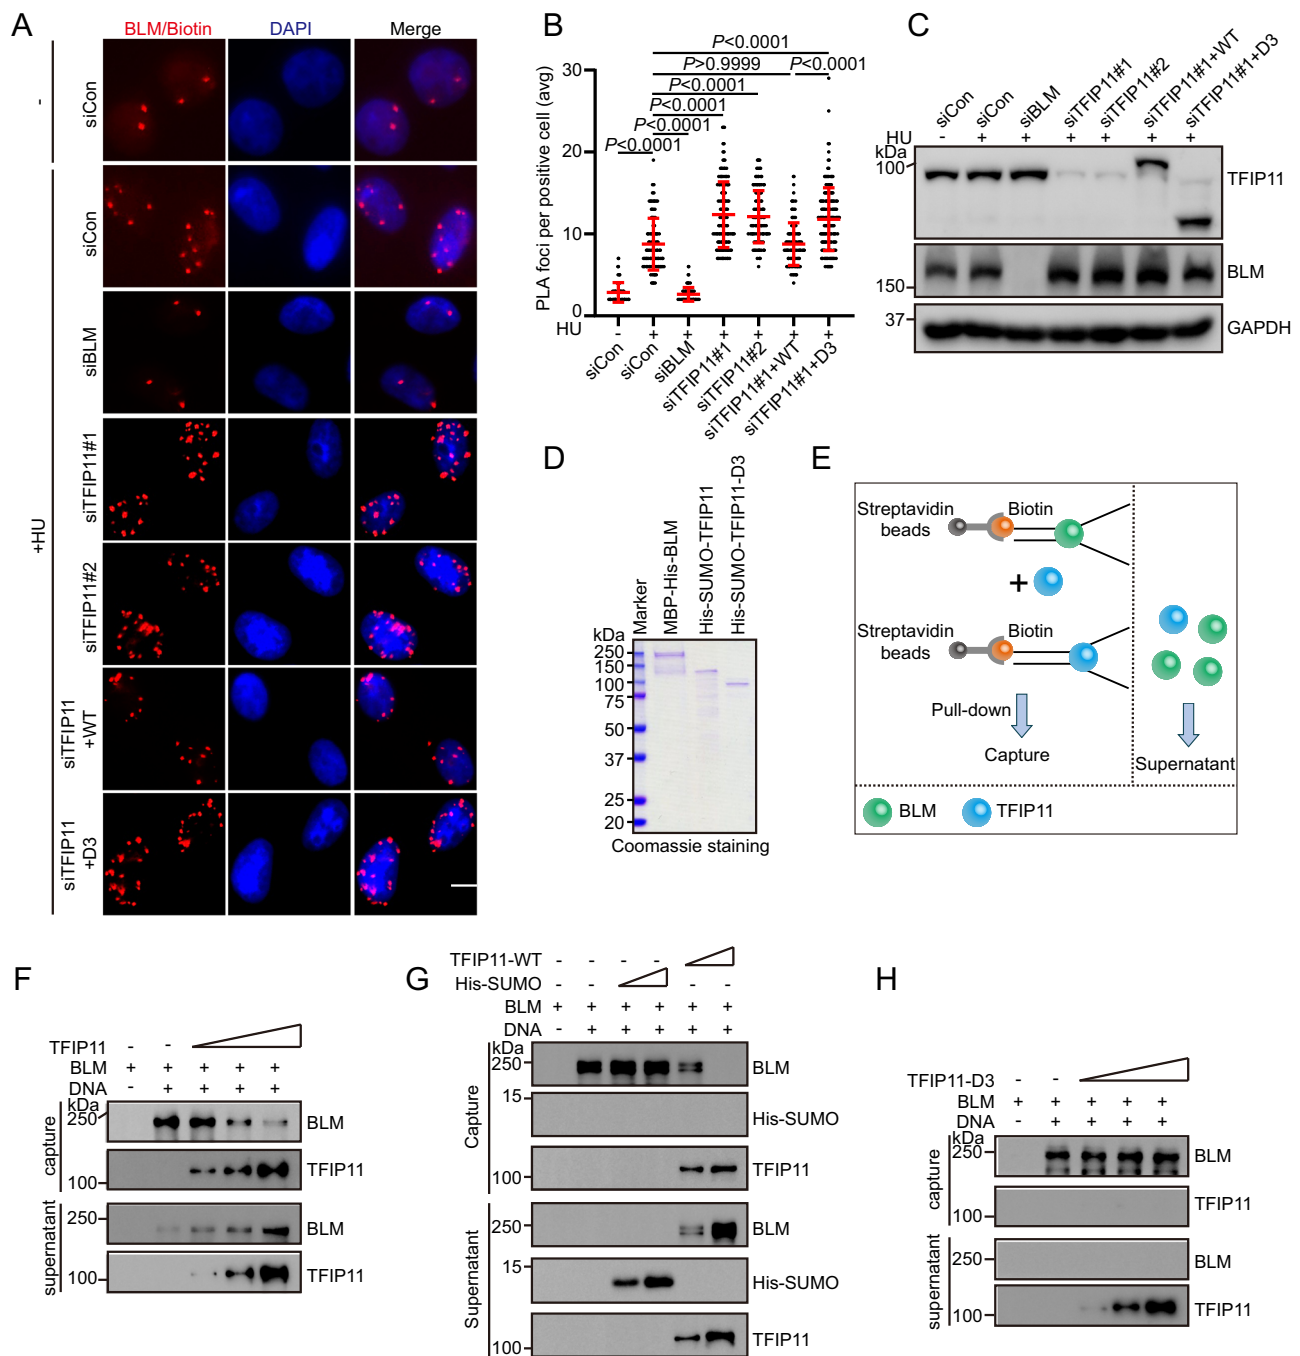 A
BLM/Biotin DAPI Merge
-
siCon
+HU
siCon
siBLM
siTFIP11#1
siTFIP11#2
siTFIP11
+WT
siTFIP11
+D3
B
PLA foci per positive cell (avg)
30
20
10
0
P<0.0001
P>0.9999 P<0.0001
P<0.0001
P<0.0001
P<0.0001
P<0.0001
HU - + + + + + +
siCon siCon siBLM siTFIP11#1 siTFIP11#2 siTFIP11#1+WT siTFIP11#1+D3
C
siCon siCon siBLM siTFIP11#1 siTFIP11#2 siTFIP11#1+WT siTFIP11#1+D3
HU - + + + + + +
kDa
100 TFIP11
BLM
150
37
GAPDH
D
Marker MBP-His-BLM His-SUMO-TFIP11 His-SUMO-TFIP11-D3
kDa
250
150
100
75
50
37
25
20
Coomassie staining
E
Streptavidin beads Biotin
+
Streptavidin beads Biotin
Pull-down
Capture
Supernatant
BLM TFIP11
F
TFIP11 - -
BLM + + + + +
DNA - + + + +
kDa
capture
250 BLM
TFIP11
100
supernatant
250 BLM
100 TFIP11
G
TFIP11-WT - - - -
His-SUMO - - - -
BLM + + + + + +
DNA - + + + + +
kDa
Capture
250 BLM
15
His-SUMO
100 TFIP11
Supernatant
250 BLM
15
His-SUMO
100 TFIP11
H
TFIP11-D3 - -
BLM + + + + +
DNA - + + + +
kDa
capture
250 BLM
TFIP11
100
supernatant
250 BLM
100 TFIP11